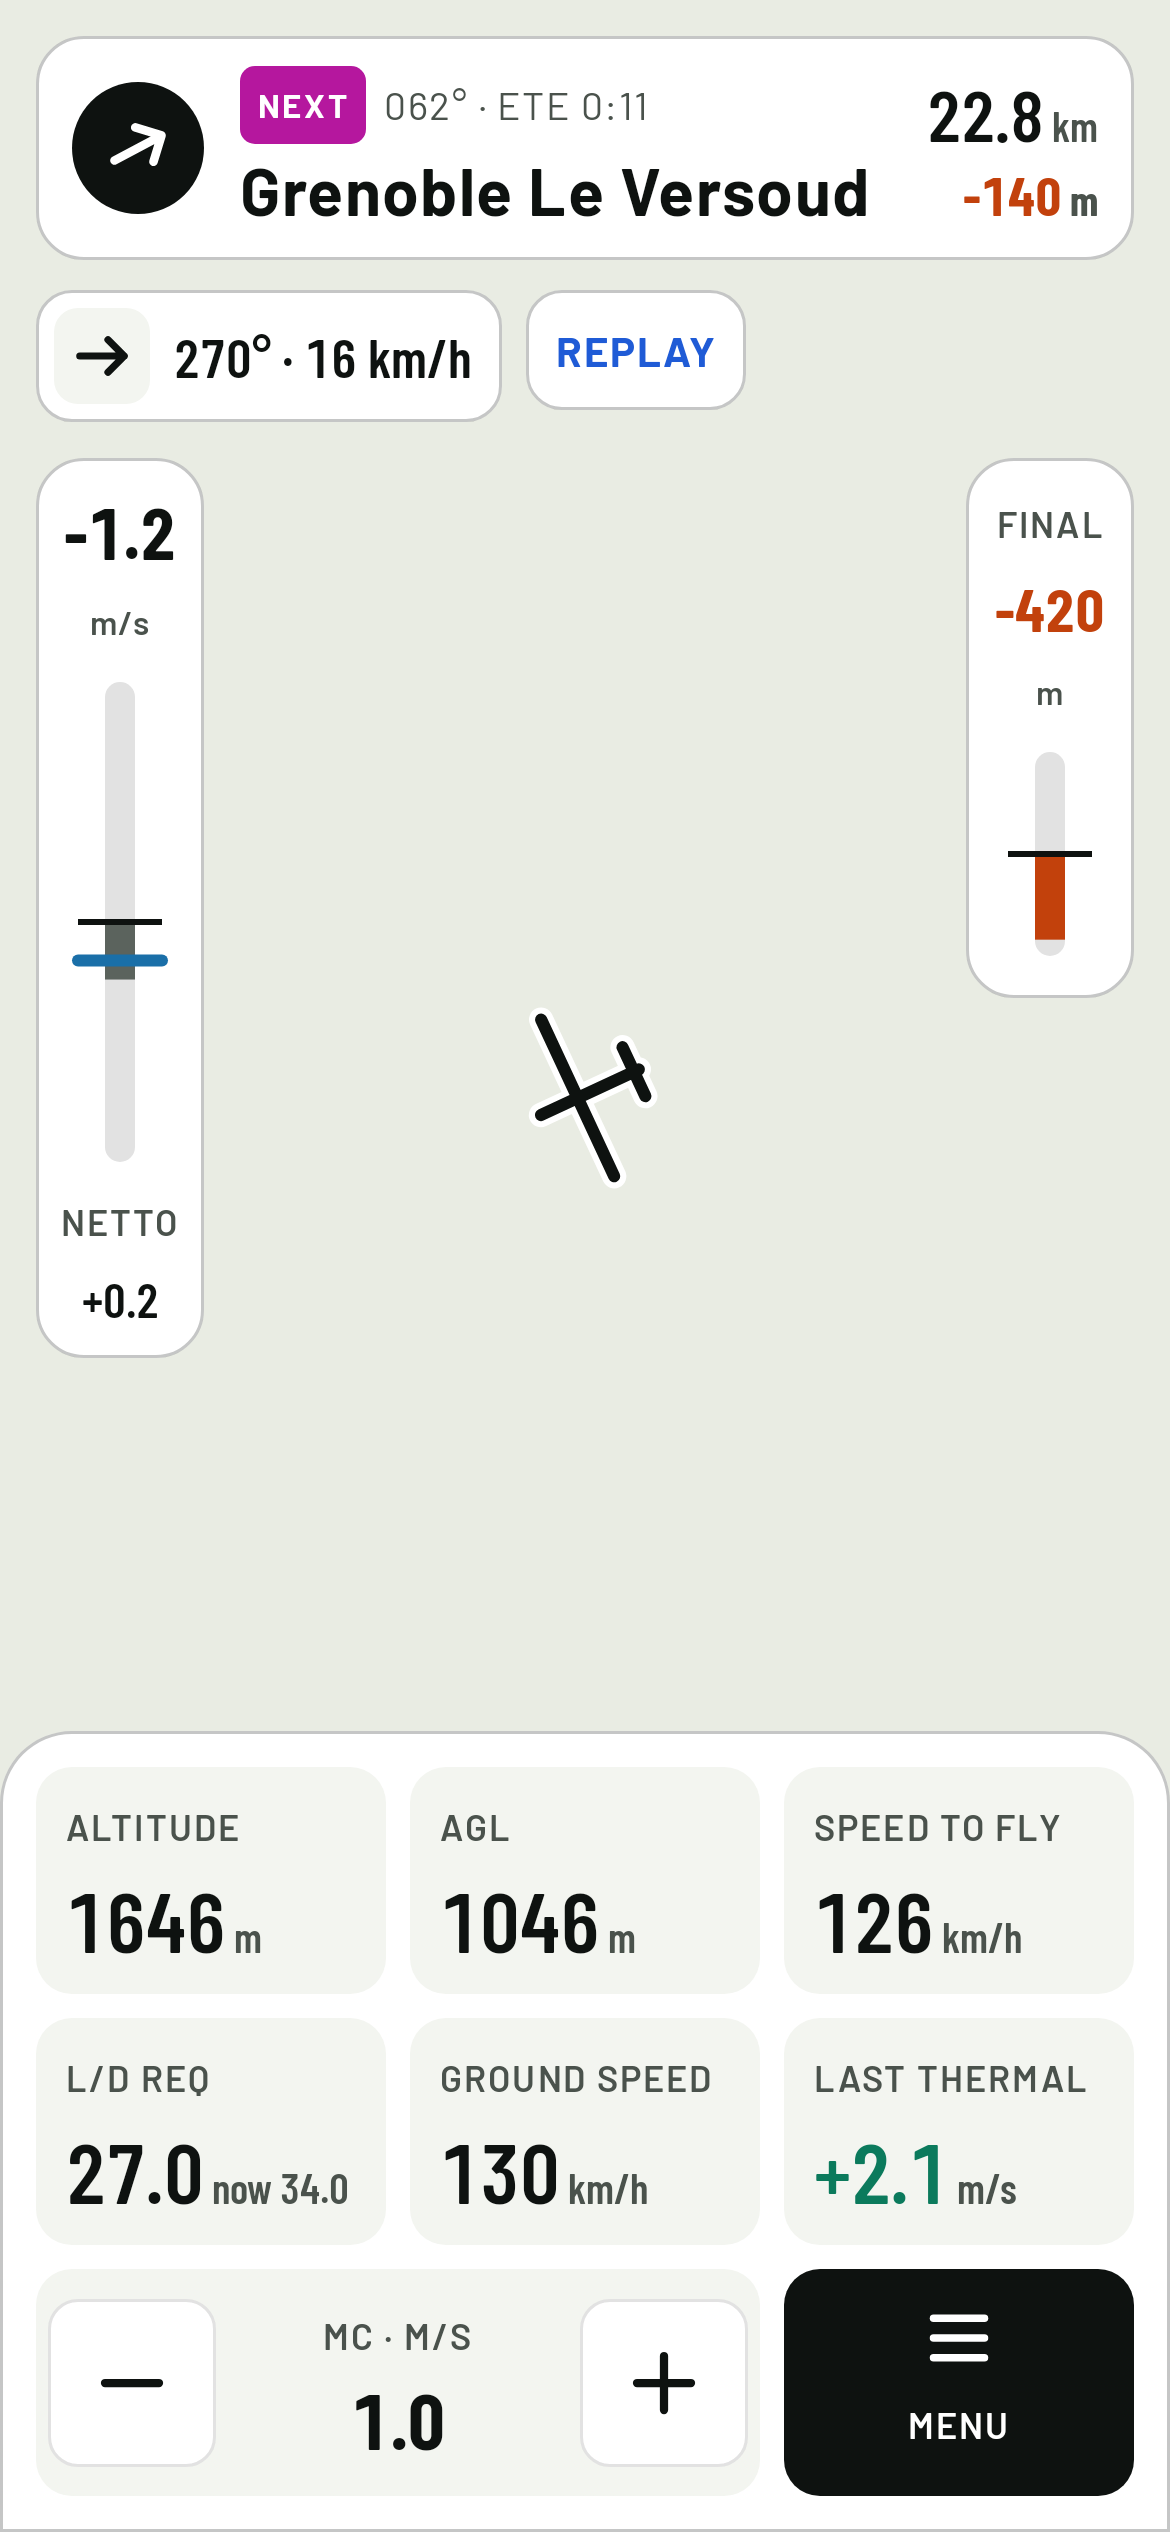 NEXT 062° · ETE 0:11
Grenoble Le Versoud
22.8 km
-140 m
270° · 16 km/h
REPLAY
-1.2
m/s
NETTO
+0.2
FINAL
-420
m
ALTITUDE
1646 m
AGL
1046 m
SPEED TO FLY
126 km/h
L/D REQ
27.0 now 34.0
GROUND SPEED
130 km/h
LAST THERMAL
+2.1 m/s
MC · M/S
1.0
MENU